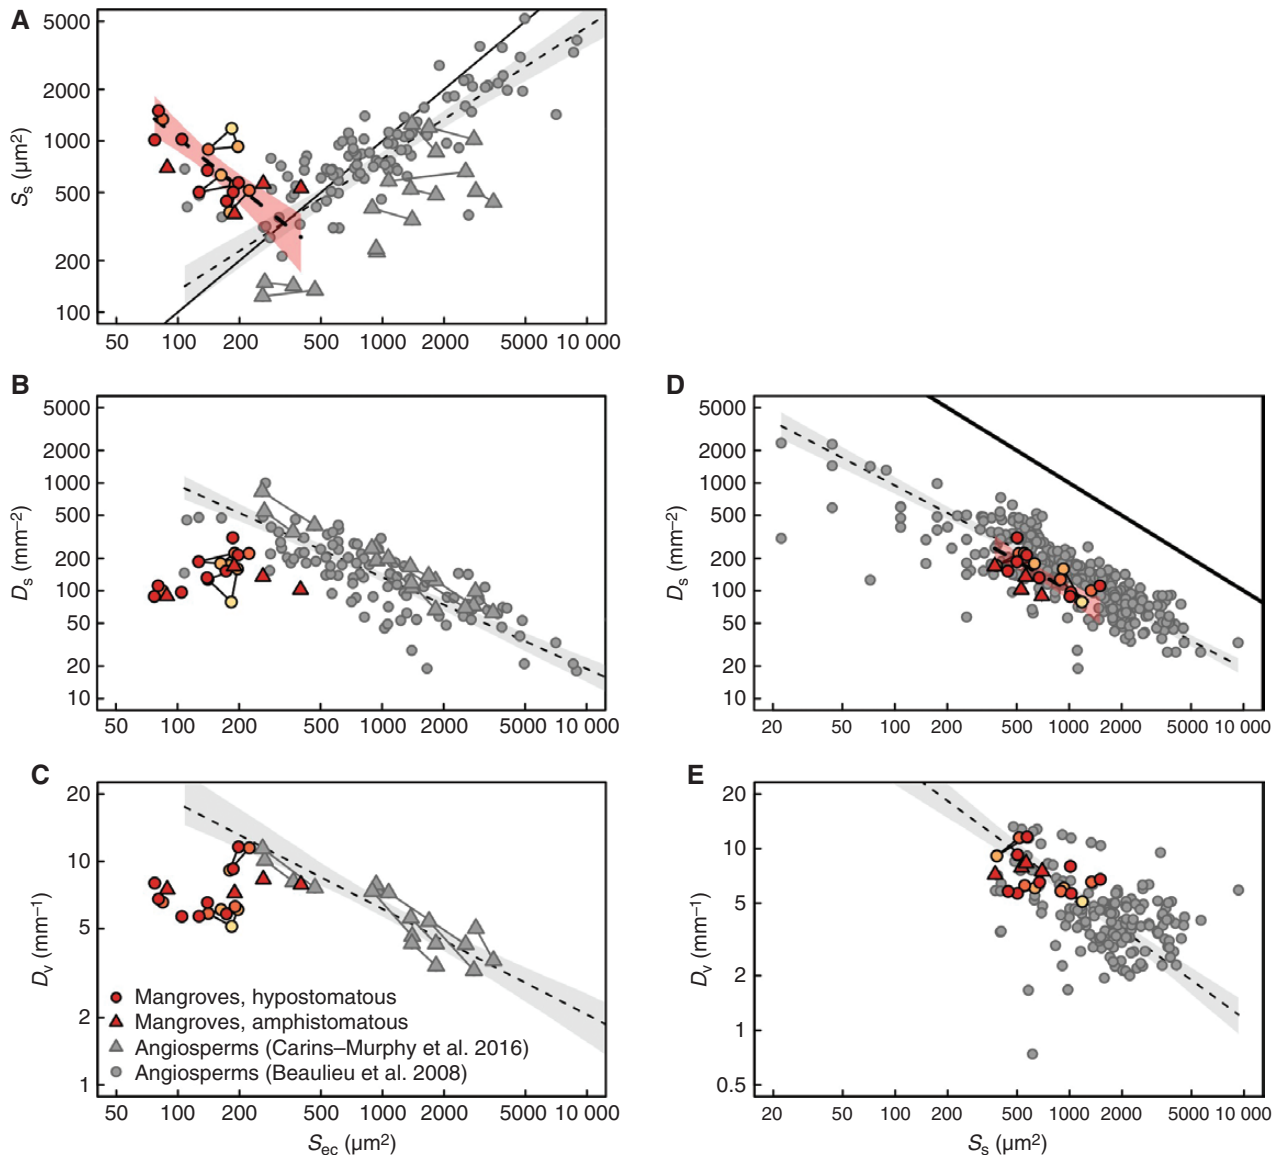 A
5000
2000
1000
500
200
100
Ss (µm2)
50 100 200 500 1000 2000 5000 10 000
B
5000
2000
1000
500
200
100
50
20
10
Ds (mm−2)
50 100 200 500 1000 2000 5000 10 000
D
5000
2000
1000
500
200
100
50
20
10
Ds (mm−2)
20 50 100 200 500 1000 2000 5000 10 000
C
20
10
5
2
1
Dv (mm−1)
Mangroves, hypostomatous
Mangroves, amphistomatous
Angiosperms (Carins–Murphy et al. 2016)
Angiosperms (Beaulieu et al. 2008)
50 100 200 500 1000 2000 5000 10 000
Sec (µm2)
E
20
10
5
2
1
0.5
Dv (mm−1)
20 50 100 200 500 1000 2000 5000 10 000
Ss (µm2)